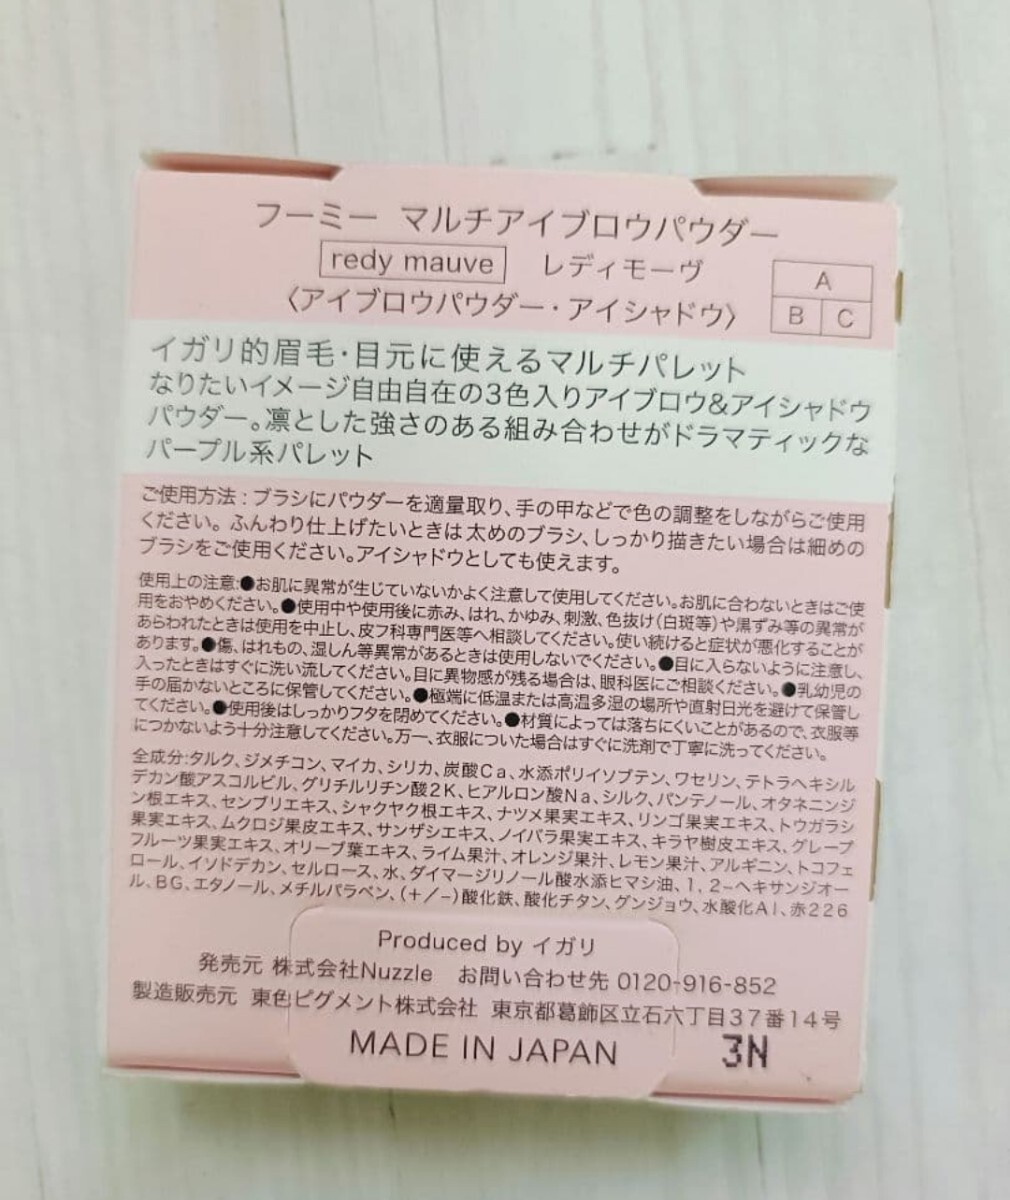 フーミー マルチアイブロウパウダー
redy mauve レディモーヴ
〈アイブロウパウダー・アイシャドウ〉
A
B C
イガリ的眉毛・目元に使えるマルチパレット
なりたいイメージ自由自在の3色入りアイブロウ&アイシャドウ
パウダー。凛とした強さのある組み合わせがドラマティックな
パープル系パレット
ご使用方法：ブラシにパウダーを適量取り、手の甲などで色の調整をしながらご使用
ください。ふんわり仕上げたいときは太めのブラシ、しっかり描きたい場合は細めの
ブラシをご使用ください。アイシャドウとしても使えます。
使用上の注意:●お肌に異常が生じていないかよく注意して使用してください。お肌に合わないときはご使
用をおやめください。●使用中や使用後に赤み、はれ、かゆみ、刺激、色抜け(白斑等)や黒ずみ等の異常が
あらわれたときは使用を中止し、皮フ科専門医等へ相談してください。使い続けると症状が悪化することが
あります。●傷、はれもの、湿しん等異常があるときは使用しないでください。●目に入らないように注意し、
入ったときはすぐに洗い流してください。目に異物感が残る場合は、眼科医にご相談ください。●乳幼児の
手の届かないところに保管してください。●極端に低温または高温多湿の場所や直射日光を避けて保管し
てください。●使用後はしっかりフタを閉めてください。●材質によっては落ちにくいことがあるので、衣服等
につかないよう十分注意してください。万一、衣服についた場合はすぐに洗剤で丁寧に洗ってください。
全成分:タルク、ジメチコン、マイカ、シリカ、炭酸Ca、水添ポリイソブテン、ワセリン、テトラヘキシル
デカン酸アスコルビル、グリチルリチン酸2K、ヒアルロン酸Na、シルク、パンテノール、オタネニンジ
ン根エキス、センブリエキス、シャクヤク根エキス、ナツメ果実エキス、リンゴ果実エキス、トウガラシ
果実エキス、ムクロジ果皮エキス、サンザシエキス、ノイバラ果実エキス、キラヤ樹皮エキス、グレープ
フルーツ果実エキス、オリーブ葉エキス、ライム果汁、オレンジ果汁、レモン果汁、アルギニン、トコフェ
ロール、イソドデカン、セルロース、水、ダイマージリノール酸水添ヒマシ油、1,2-ヘキサンジオー
ル、BG、エタノール、メチルパラベン、(+/-)酸化鉄、酸化チタン、グンジョウ、水酸化Al、赤226
Produced by イガリ
発売元 株式会社Nuzzle お問い合わせ先 0120-916-852
製造販売元 東色ピグメント株式会社 東京都葛飾区立石六丁目37番14号
MADE IN JAPAN 3N